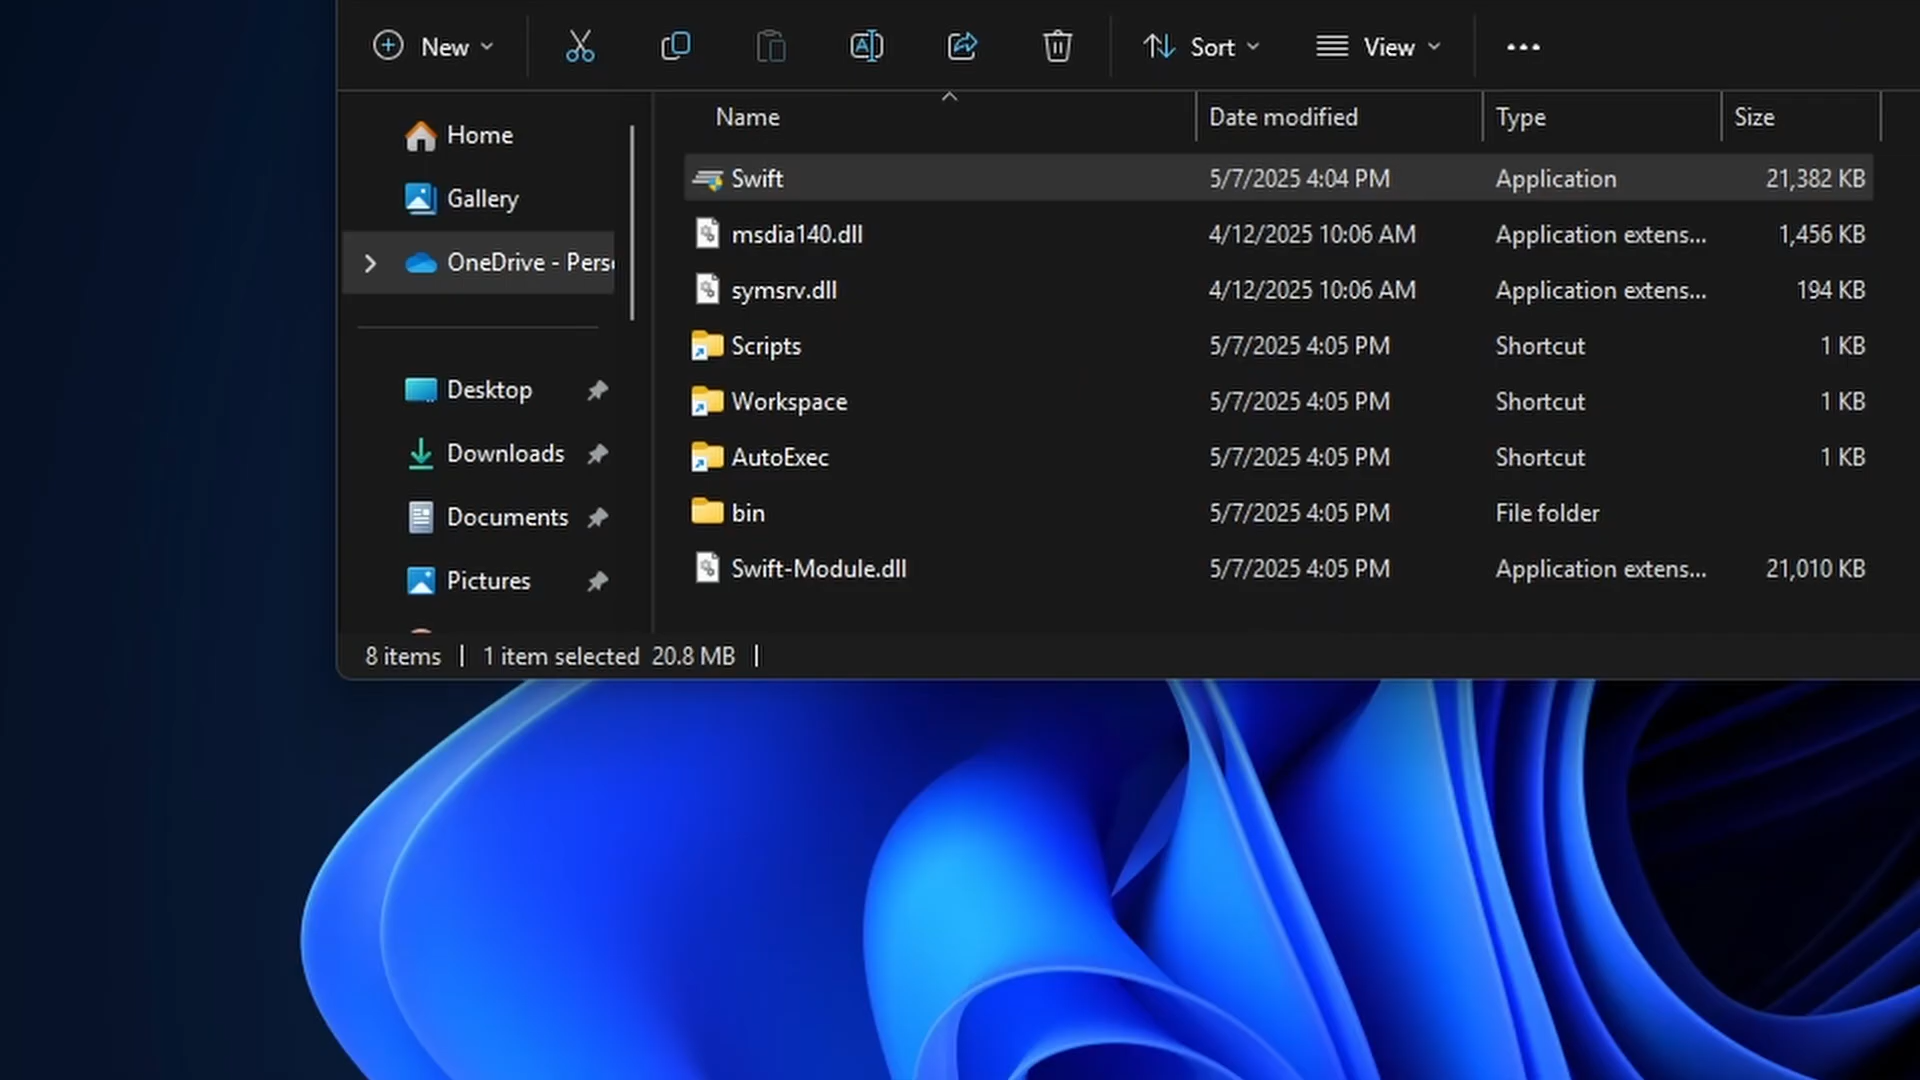 New
Sort
View
Home
Gallery
OneDrive - Pers
Desktop
Downloads
Documents
Pictures
Name Date modified Type Size
Swift 5/7/2025 4:04 PM Application 21,382 KB
msdia140.dll 4/12/2025 10:06 AM Application extens... 1,456 KB
symsrv.dll 4/12/2025 10:06 AM Application extens... 194 KB
Scripts 5/7/2025 4:05 PM Shortcut 1 KB
Workspace 5/7/2025 4:05 PM Shortcut 1 KB
AutoExec 5/7/2025 4:05 PM Shortcut 1 KB
bin 5/7/2025 4:05 PM File folder
Swift-Module.dll 5/7/2025 4:05 PM Application extens... 21,010 KB
8 items | 1 item selected 20.8 MB |